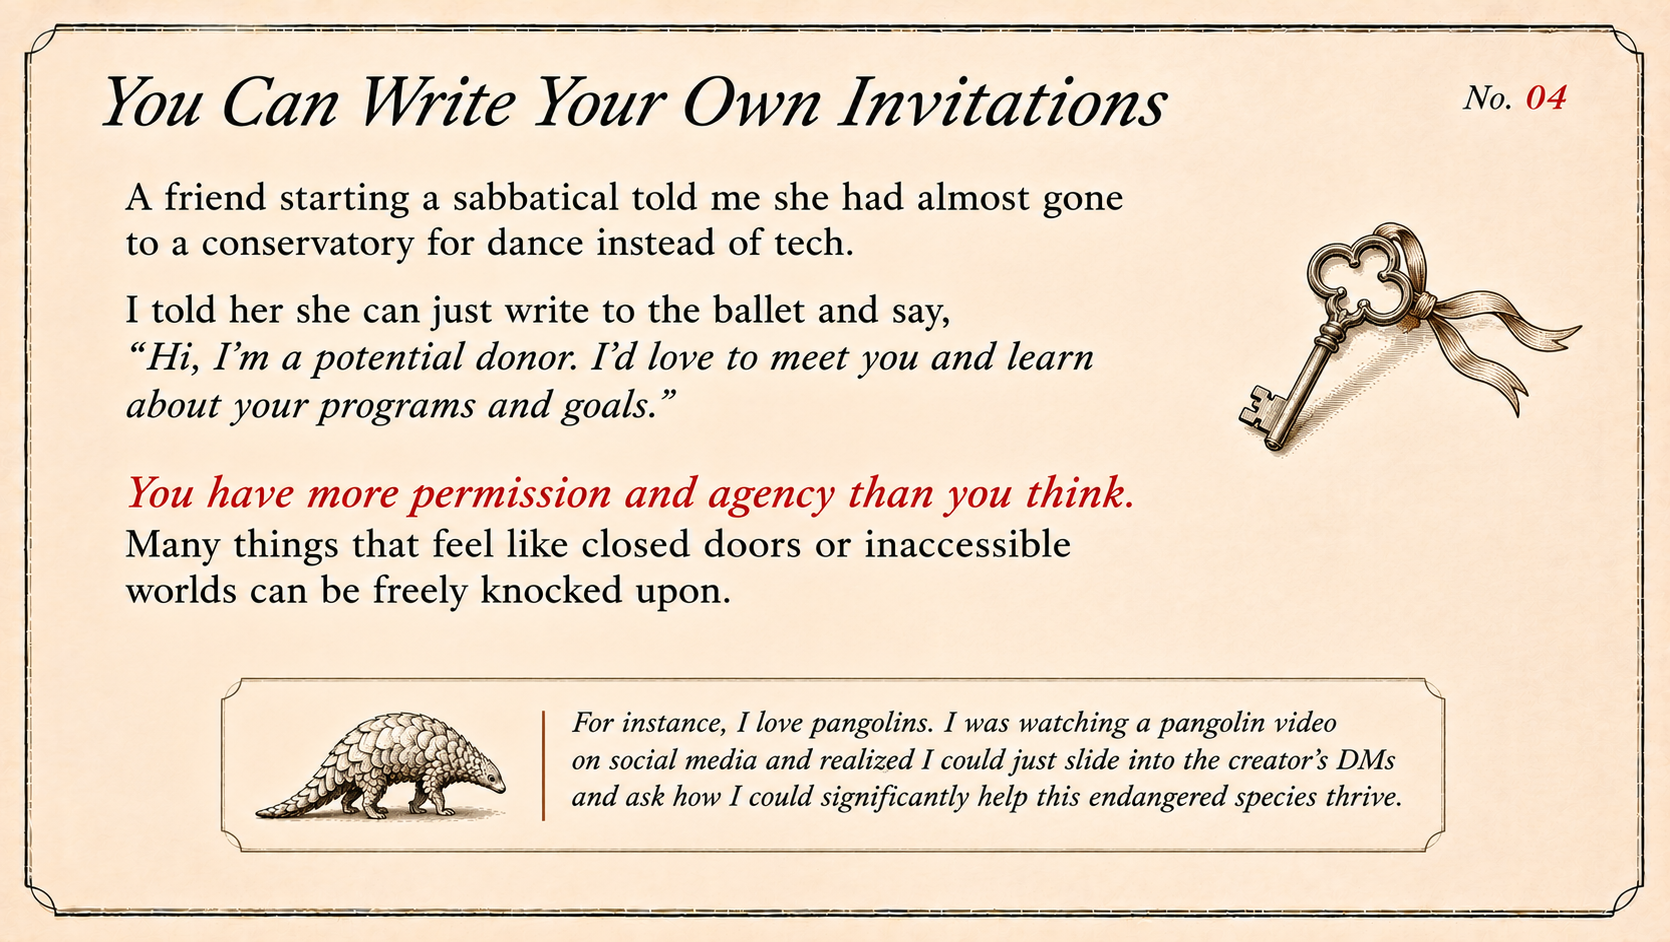 You Can Write Your Own Invitations
No. 04
A friend starting a sabbatical told me she had almost gone
to a conservatory for dance instead of tech.
I told her she can just write to the ballet and say,
“Hi, I’m a potential donor. I’d love to meet you and learn
about your programs and goals.”
You have more permission and agency than you think.
Many things that feel like closed doors or inaccessible
worlds can be freely knocked upon.
For instance, I love pangolins. I was watching a pangolin video
on social media and realized I could just slide into the creator’s DMs
and ask how I could significantly help this endangered species thrive.